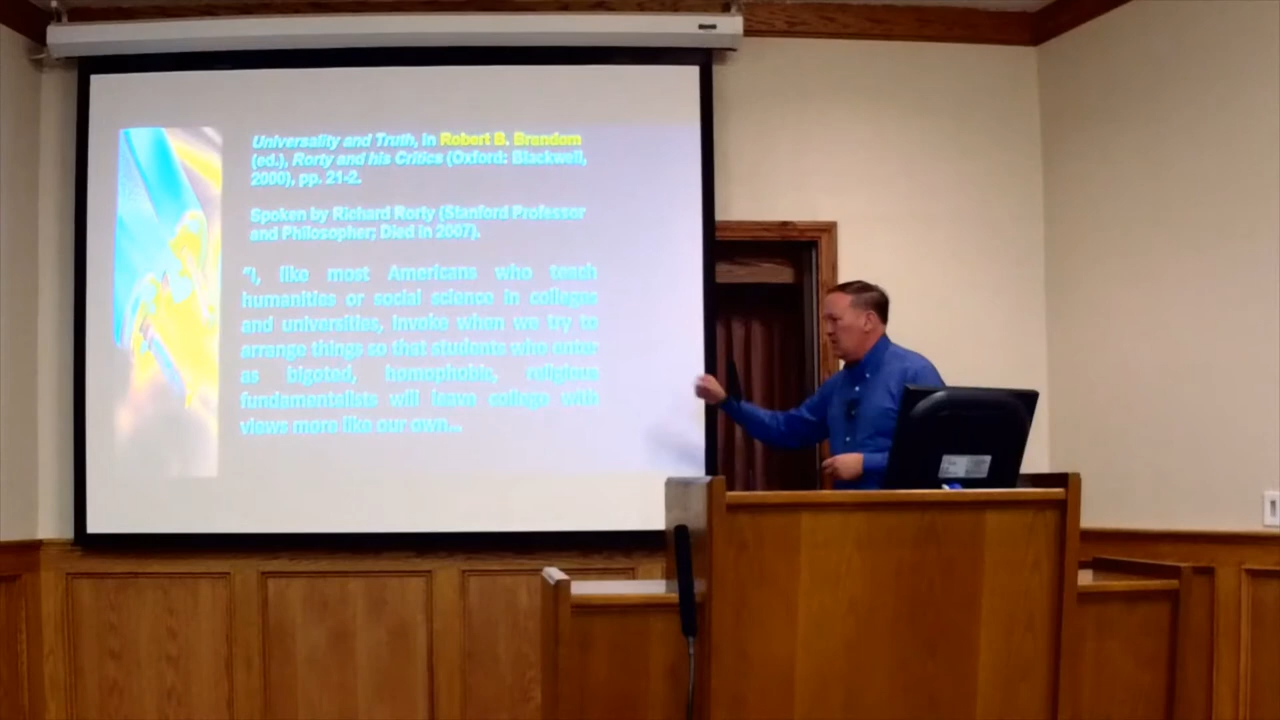 Universality and Truth, in Robert B. Brandom
(ed.), Rorty and his Critics (Oxford: Blackwell,
2000), pp. 21-2.
Spoken by Richard Rorty (Stanford Professor
and Philosopher; Died in 2007).
“I, like most Americans who teach
humanities or social science in colleges
and universities, invoke when we try to
arrange things so that students who enter
as bigoted, homophobic, religious
fundamentalists will leave college with
views more like our own...